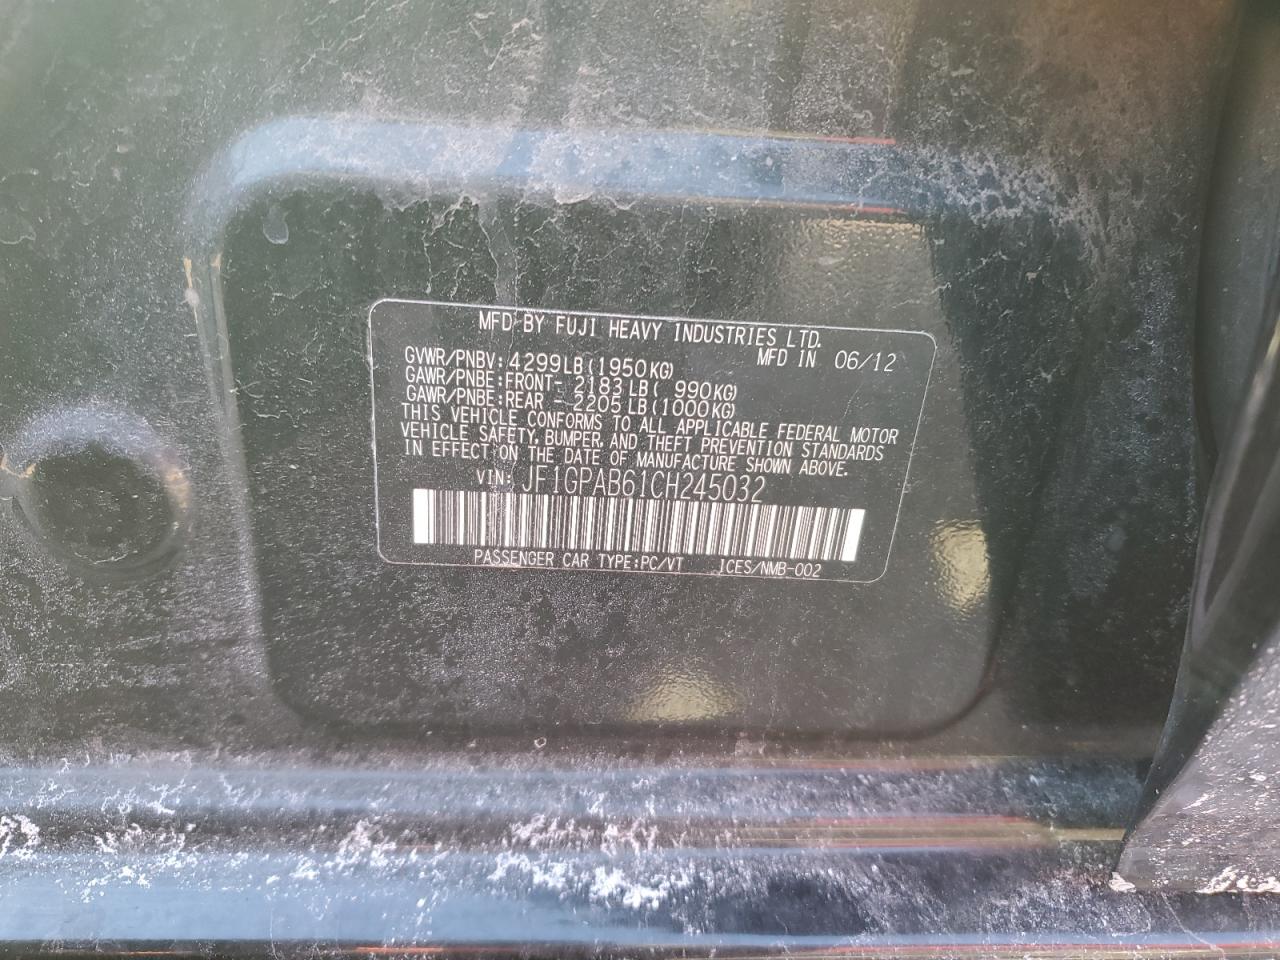 MFD BY FUJI HEAVY INDUSTRIES LTD.
MFD IN 06/12
GVWR/PNBV: 4299LB (1950KG)
GAWR/PNBE: FRONT- 2183 LB ( 990KG)
GAWR/PNBE: REAR - 2205 LB (1000KG)
THIS VEHICLE CONFORMS TO ALL APPLICABLE FEDERAL MOTOR
VEHICLE SAFETY, BUMPER, AND THEFT PREVENTION STANDARDS
IN EFFECT ON THE DATE OF MANUFACTURE SHOWN ABOVE.
VIN: JF1GPAB61CH245032
PASSENGER CAR TYPE:PC/VT ICES/NMB-002